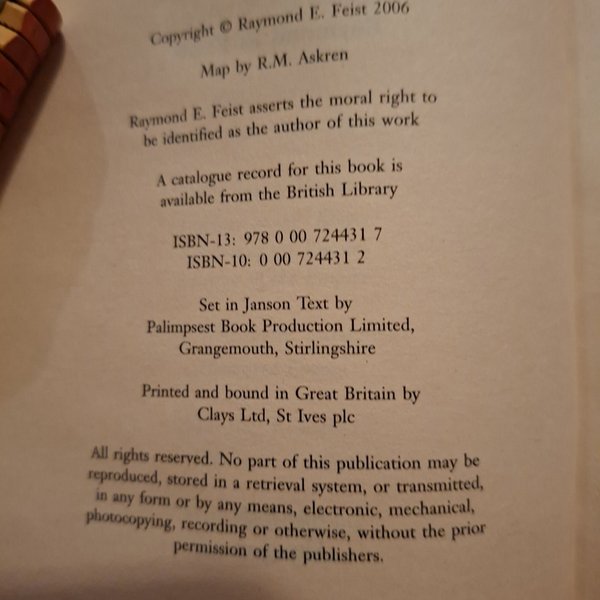 Copyright © Raymond E. Feist 2006
Map by R.M. Askren
Raymond E. Feist asserts the moral right to
be identified as the author of this work
A catalogue record for this book is
available from the British Library
ISBN-13: 978 0 00 724431 7
ISBN-10: 0 00 724431 2
Set in Janson Text by
Palimpsest Book Production Limited,
Grangemouth, Stirlingshire
Printed and bound in Great Britain by
Clays Ltd, St Ives plc
All rights reserved. No part of this publication may be
reproduced, stored in a retrieval system, or transmitted,
in any form or by any means, electronic, mechanical,
photocopying, recording or otherwise, without the prior
permission of the publishers.